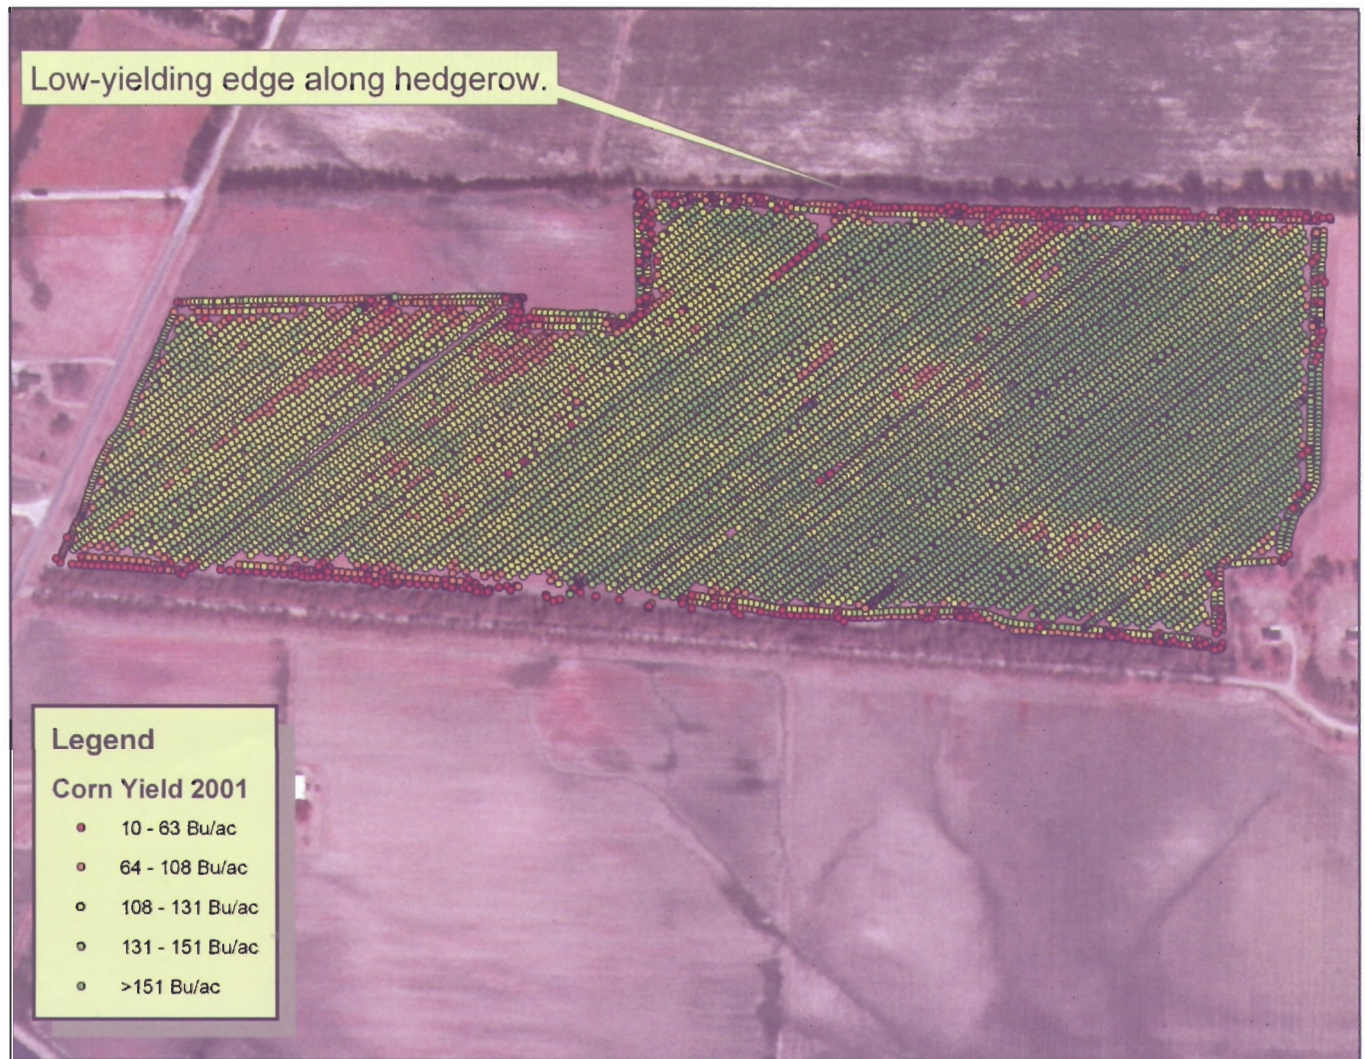 Low-yielding edge along hedgerow.
Legend
Corn Yield 2001
10 - 63 Bu/ac
64 - 108 Bu/ac
108 - 131 Bu/ac
131 - 151 Bu/ac
>151 Bu/ac